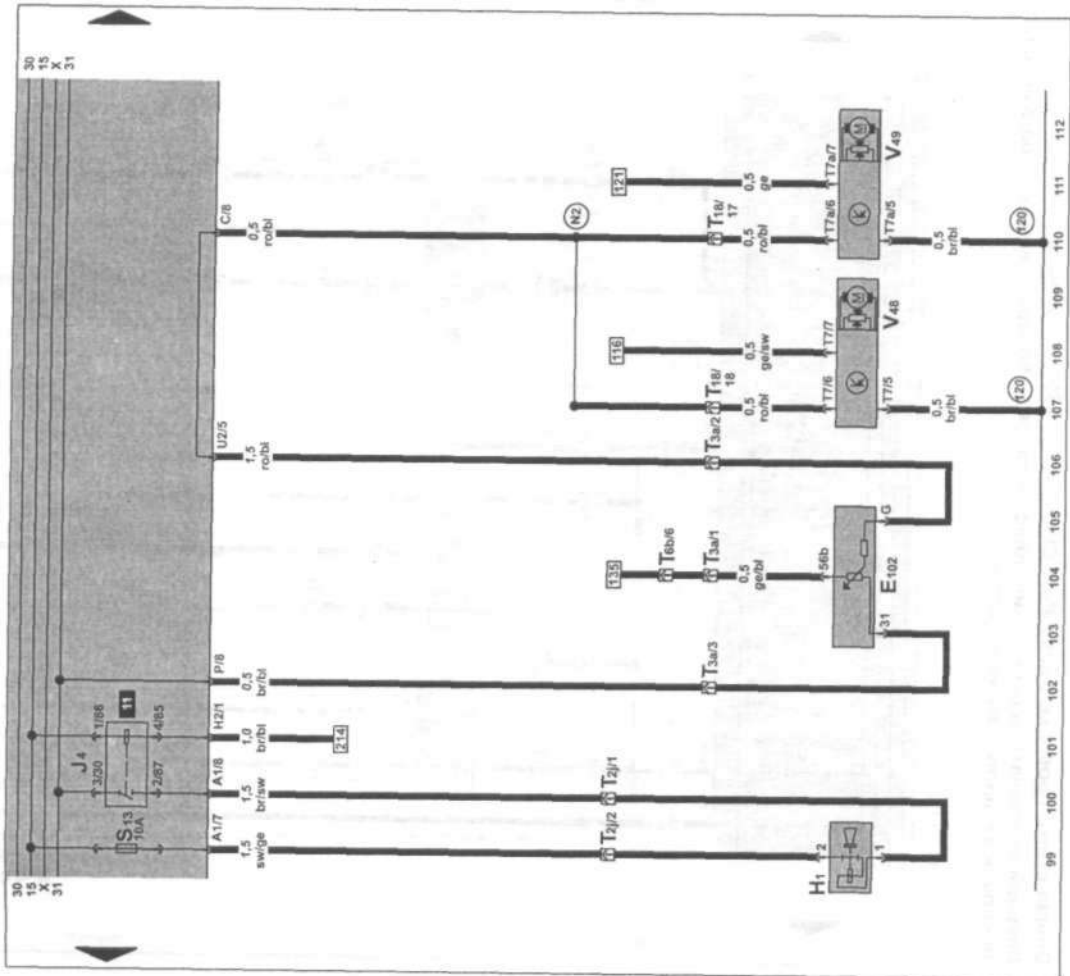 30
15
X
31
30
15
X
31
J4
11
S13
10A
3/30
1/86
2/87
4/85
A1/7
A1/8
H2/1
P/8
U2/5
C/8
1,5
sw/ge
1,5
br/sw
1,0
br/bl
0,5
br/bl
1,5
ro/bl
0,5
ro/bl
214
135
116
121
N2
T2j/2
T2j/1
T3a/3
T6b/6
T3a/1
T3a/2
T18/
18
T18/
17
0,5
ge/bl
0,5
ro/bl
0,5
ge/sw
0,5
ro/bl
0,5
ge
H1
2
1
56b
31
G
E102
T7/6
T7/7
T7/5
k
M
V48
T7a/6
T7a/7
T7a/5
k
M
V49
0,5
br/bl
0,5
br/bl
120
120
99
100
101
102
103
104
105
106
107
108
109
110
111
112